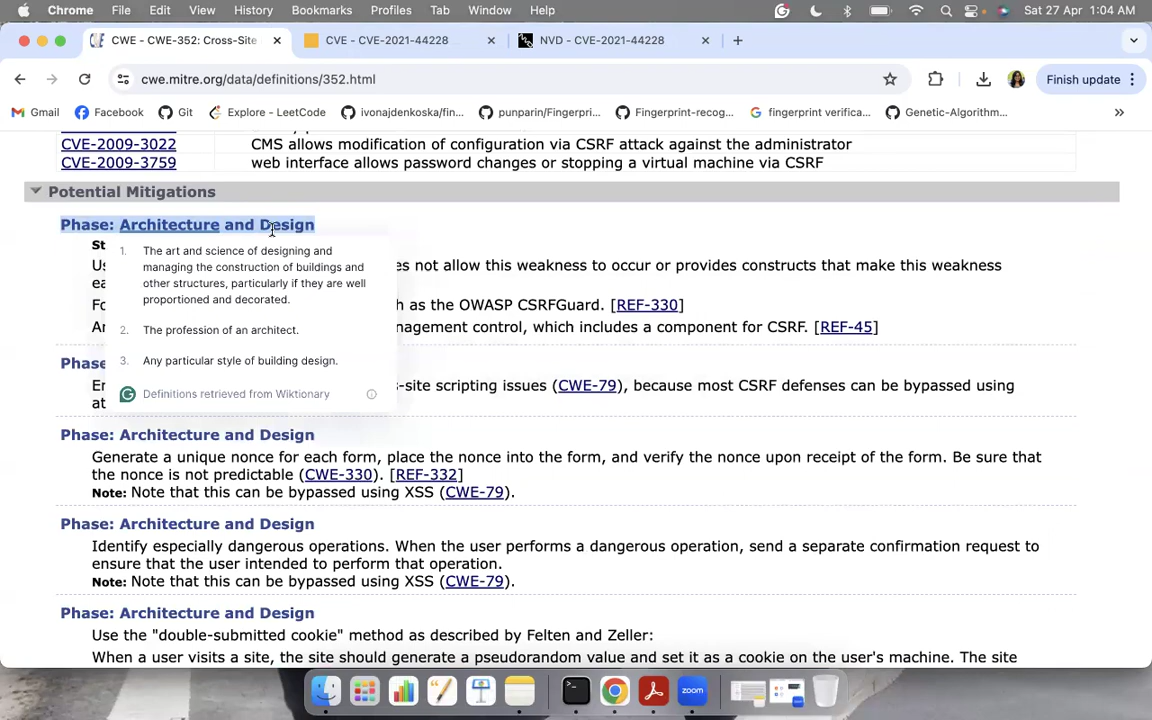 Chrome File Edit View History Bookmarks Profiles Tab Window Help Sat 27 Apr 1:04 AM
CWE - CWE-352: Cross-Site CVE - CVE-2021-44228 NVD - CVE-2021-44228
cwe.mitre.org/data/definitions/352.html Finish update
Gmail Facebook Git Explore - LeetCode ivonajdenkoska/fin... punparin/Fingerpri... Fingerprint-recog... fingerprint verifica... Genetic-Algorithm...
CVE-2009-3022 CMS allows modification of configuration via CSRF attack against the administrator
CVE-2009-3759 web interface allows password changes or stopping a virtual machine via CSRF
Potential Mitigations
Phase: Architecture and Design
St
1. The art and science of designing and
managing the construction of buildings and
other structures, particularly if they are well
proportioned and decorated.
2. The profession of an architect.
3. Any particular style of building design.
Definitions retrieved from Wiktionary
Us es not allow this weakness to occur or provides constructs that make this weakness
ea
Fo h as the OWASP CSRFGuard. [REF-330]
An nagement control, which includes a component for CSRF. [REF-45]
Phase
En s-site scripting issues (CWE-79), because most CSRF defenses can be bypassed using
at
Phase: Architecture and Design
Generate a unique nonce for each form, place the nonce into the form, and verify the nonce upon receipt of the form. Be sure that
the nonce is not predictable (CWE-330). [REF-332]
Note: Note that this can be bypassed using XSS (CWE-79).
Phase: Architecture and Design
Identify especially dangerous operations. When the user performs a dangerous operation, send a separate confirmation request to
ensure that the user intended to perform that operation.
Note: Note that this can be bypassed using XSS (CWE-79).
Phase: Architecture and Design
Use the "double-submitted cookie" method as described by Felten and Zeller:
When a user visits a site, the site should generate a pseudorandom value and set it as a cookie on the user's machine. The site
zoom